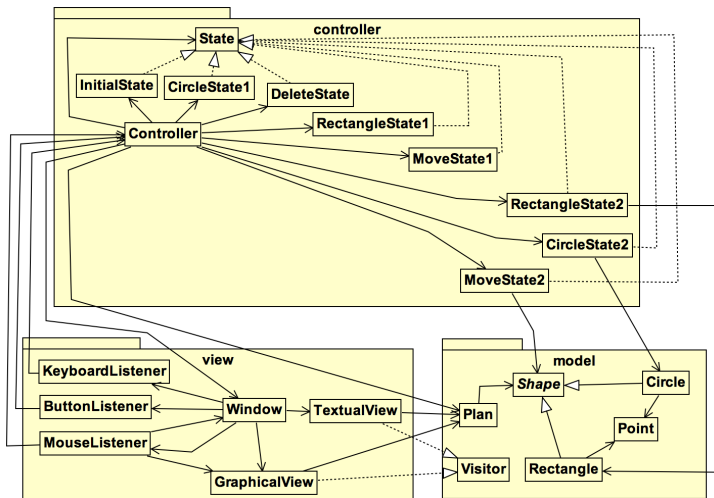 controller
State
InitialState
CircleState1
DeleteState
RectangleState1
Controller
MoveState1
RectangleState2
CircleState2
MoveState2
view
KeyboardListener
ButtonListener
Window
TextualView
MouseListener
GraphicalView
model
Shape
Circle
Plan
Point
Visitor
Rectangle